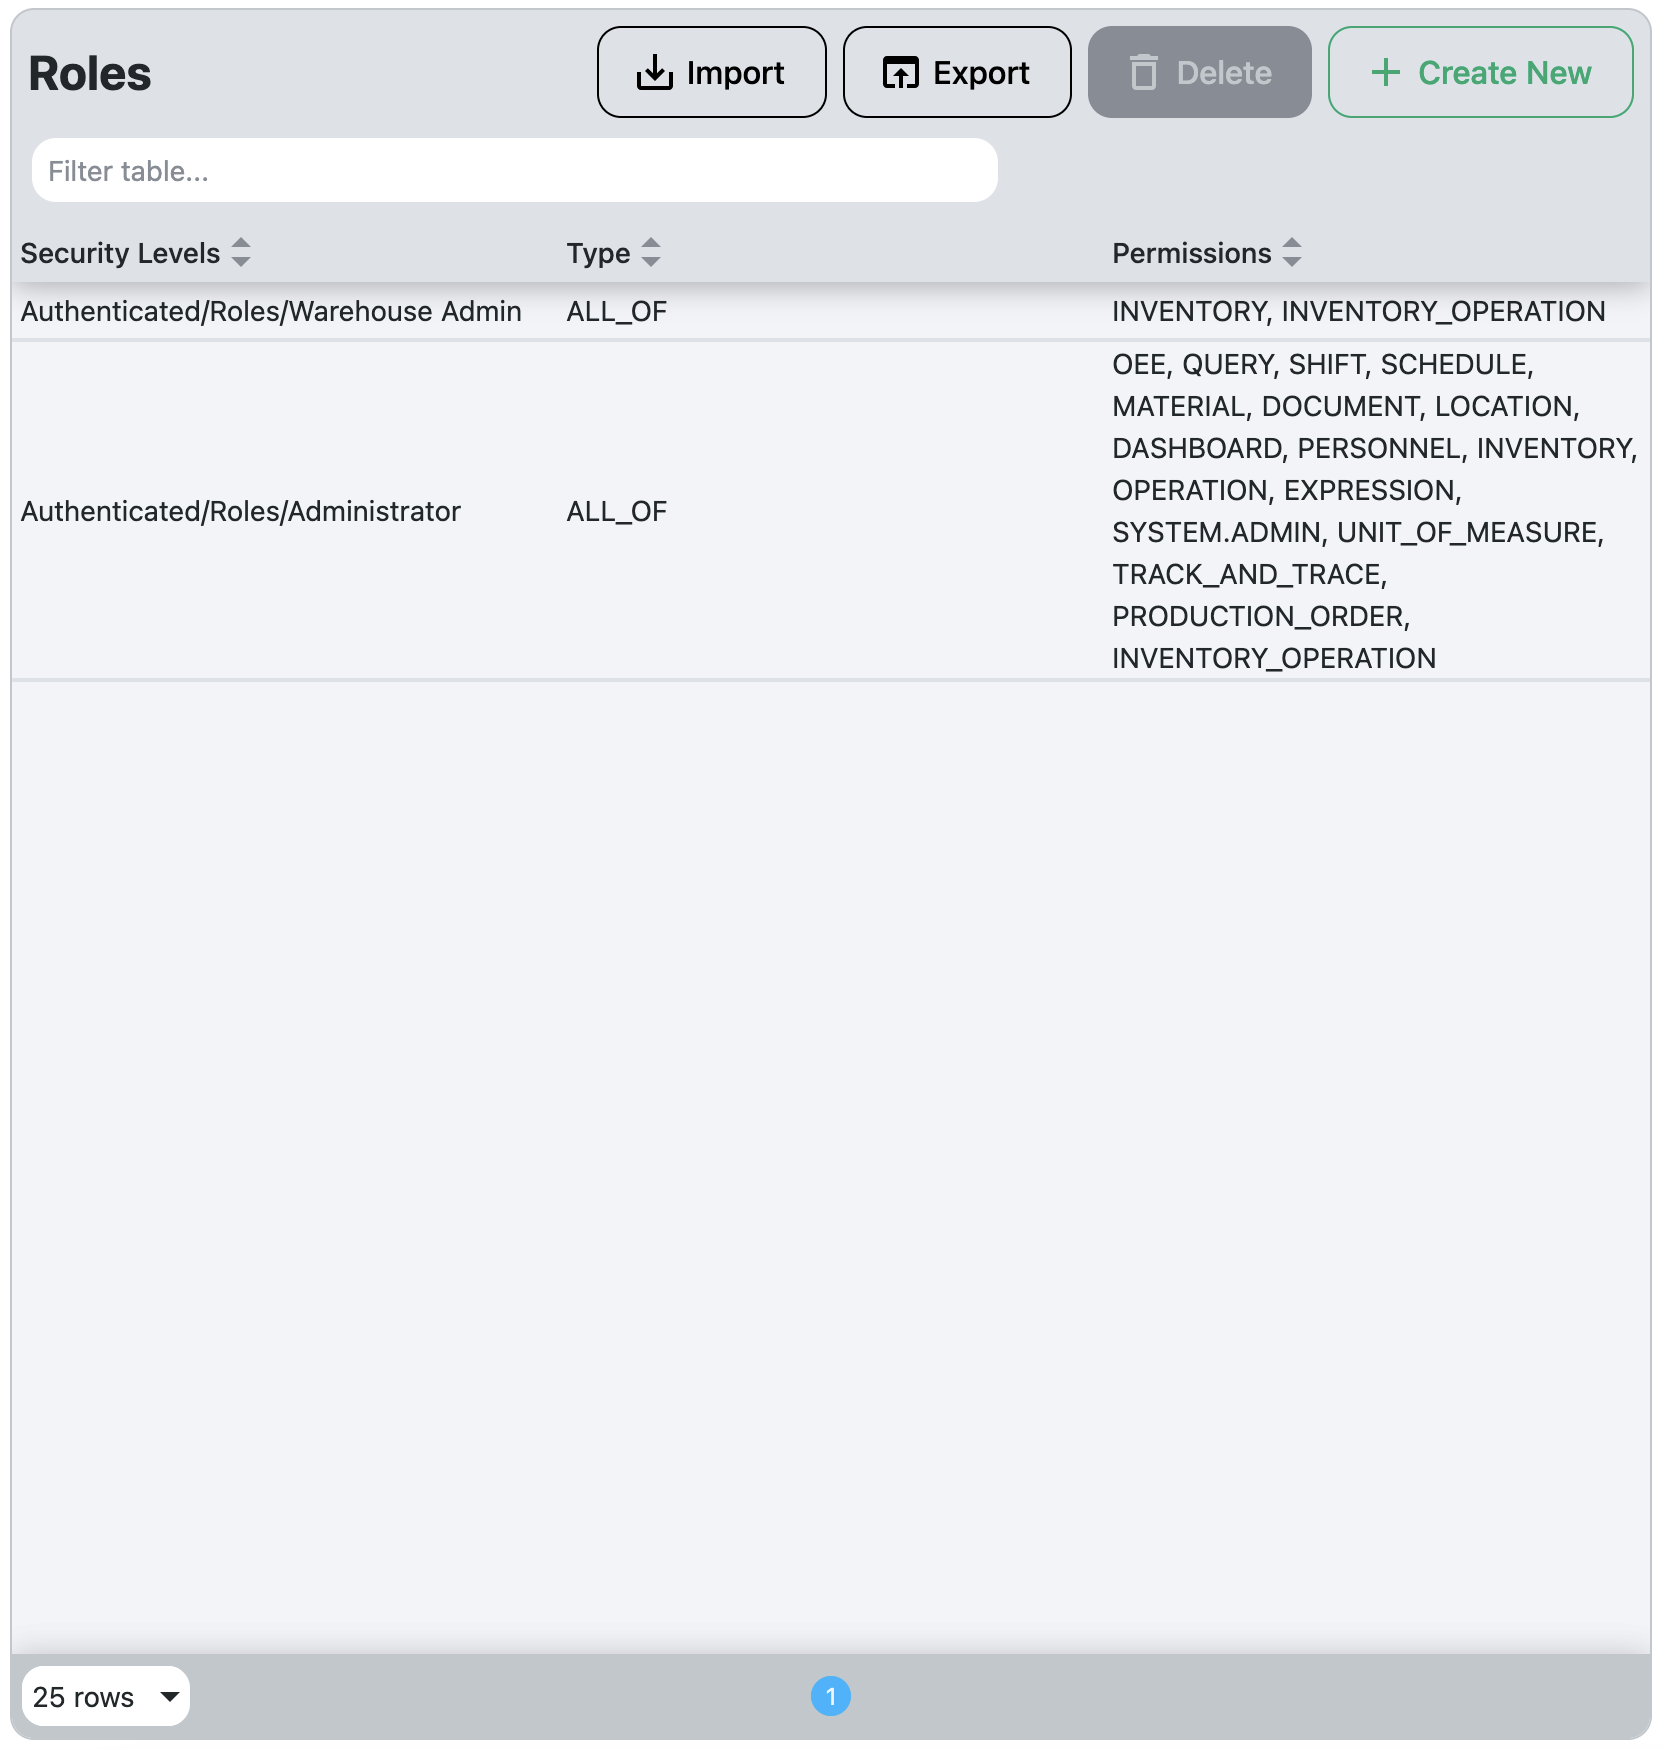 Roles
Import
Export
Delete
Create New
Filter table...
Security Levels
Type
Permissions
Authenticated/Roles/Warehouse Admin
ALL_OF
INVENTORY, INVENTORY_OPERATION
Authenticated/Roles/Administrator
ALL_OF
OEE, QUERY, SHIFT, SCHEDULE,
MATERIAL, DOCUMENT, LOCATION,
DASHBOARD, PERSONNEL, INVENTORY,
OPERATION, EXPRESSION,
SYSTEM.ADMIN, UNIT_OF_MEASURE,
TRACK_AND_TRACE,
PRODUCTION_ORDER,
INVENTORY_OPERATION
25 rows
1